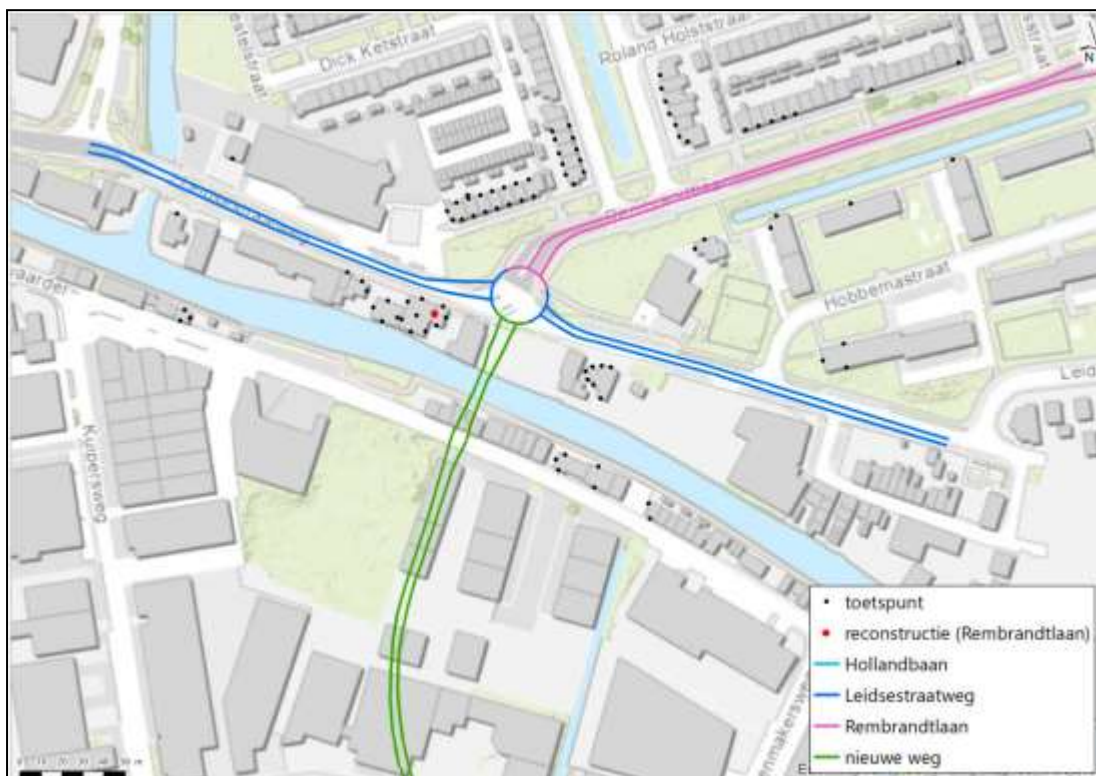 Dick Ketstraat
Roland Holststraat
N
Hobbemastraat
Leid
Kuipersweg
toetspunt
reconstructie (Rembrandtlaan)
Hollandbaan
Leidsestraatweg
Rembrandtlaan
nieuwe weg